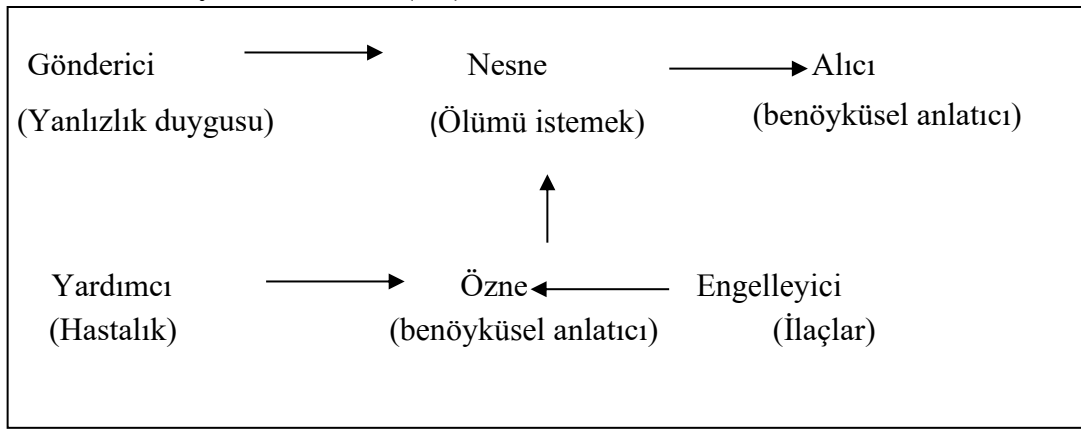 Gönderici Nesne Alıcı
(Yanlızlık duygusu) (Ölümü istemek) (benöyküsel anlatıcı)
Yardımcı Özne Engelleyici
(Hastalık) (benöyküsel anlatıcı) (İlaçlar)